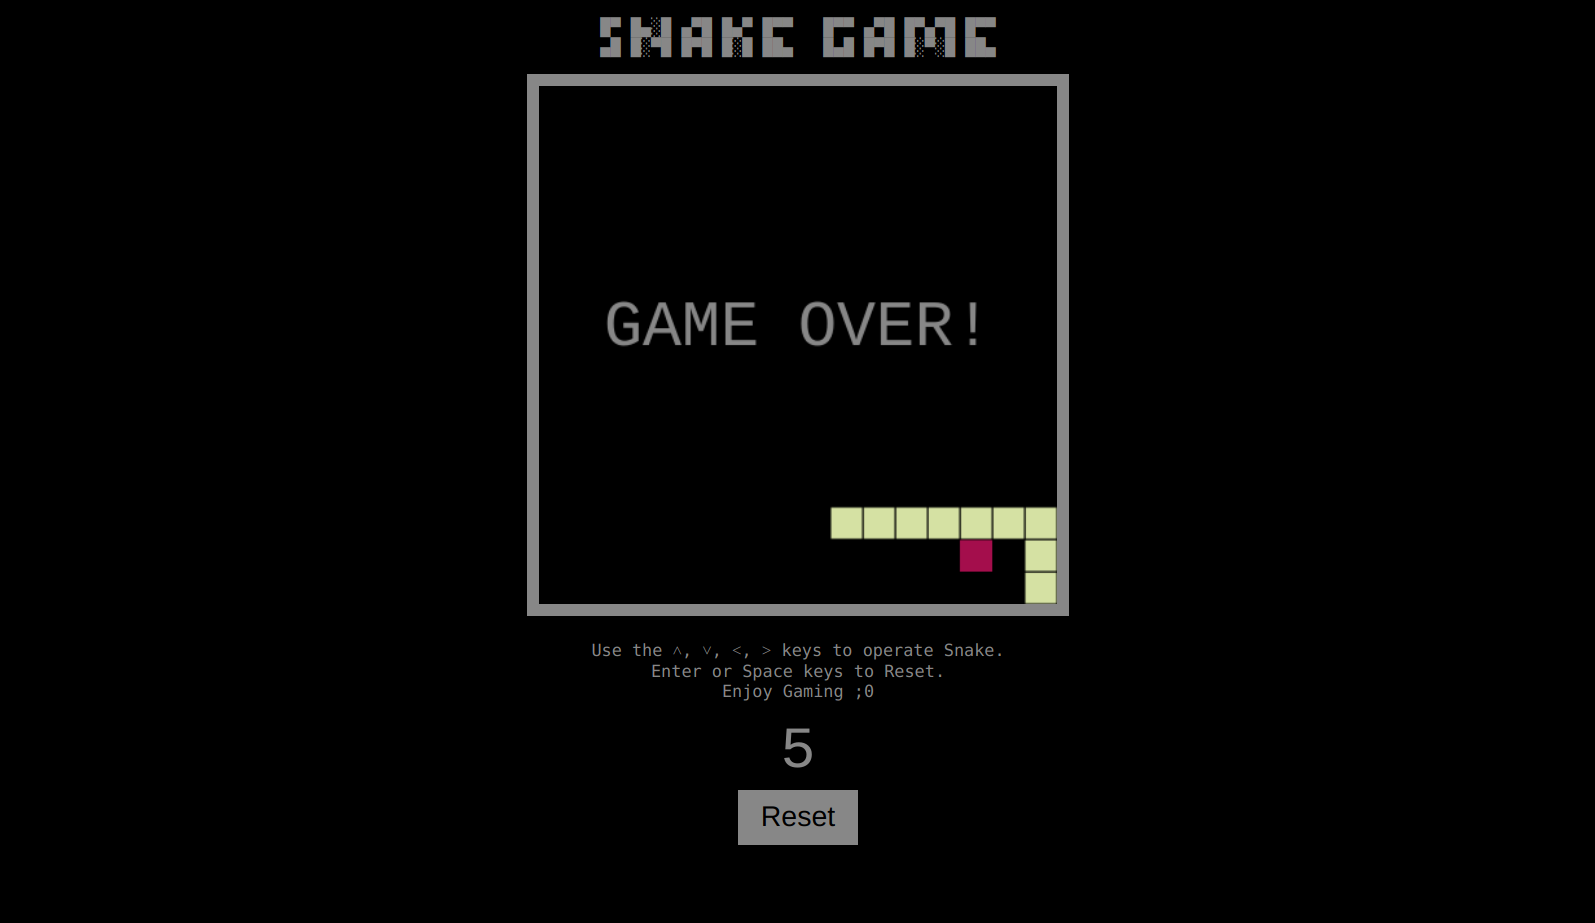 SNAKE GAME
GAME OVER!
Use the ^, ˅, <, > keys to operate Snake.
Enter or Space keys to Reset.
Enjoy Gaming ;0
5
Reset